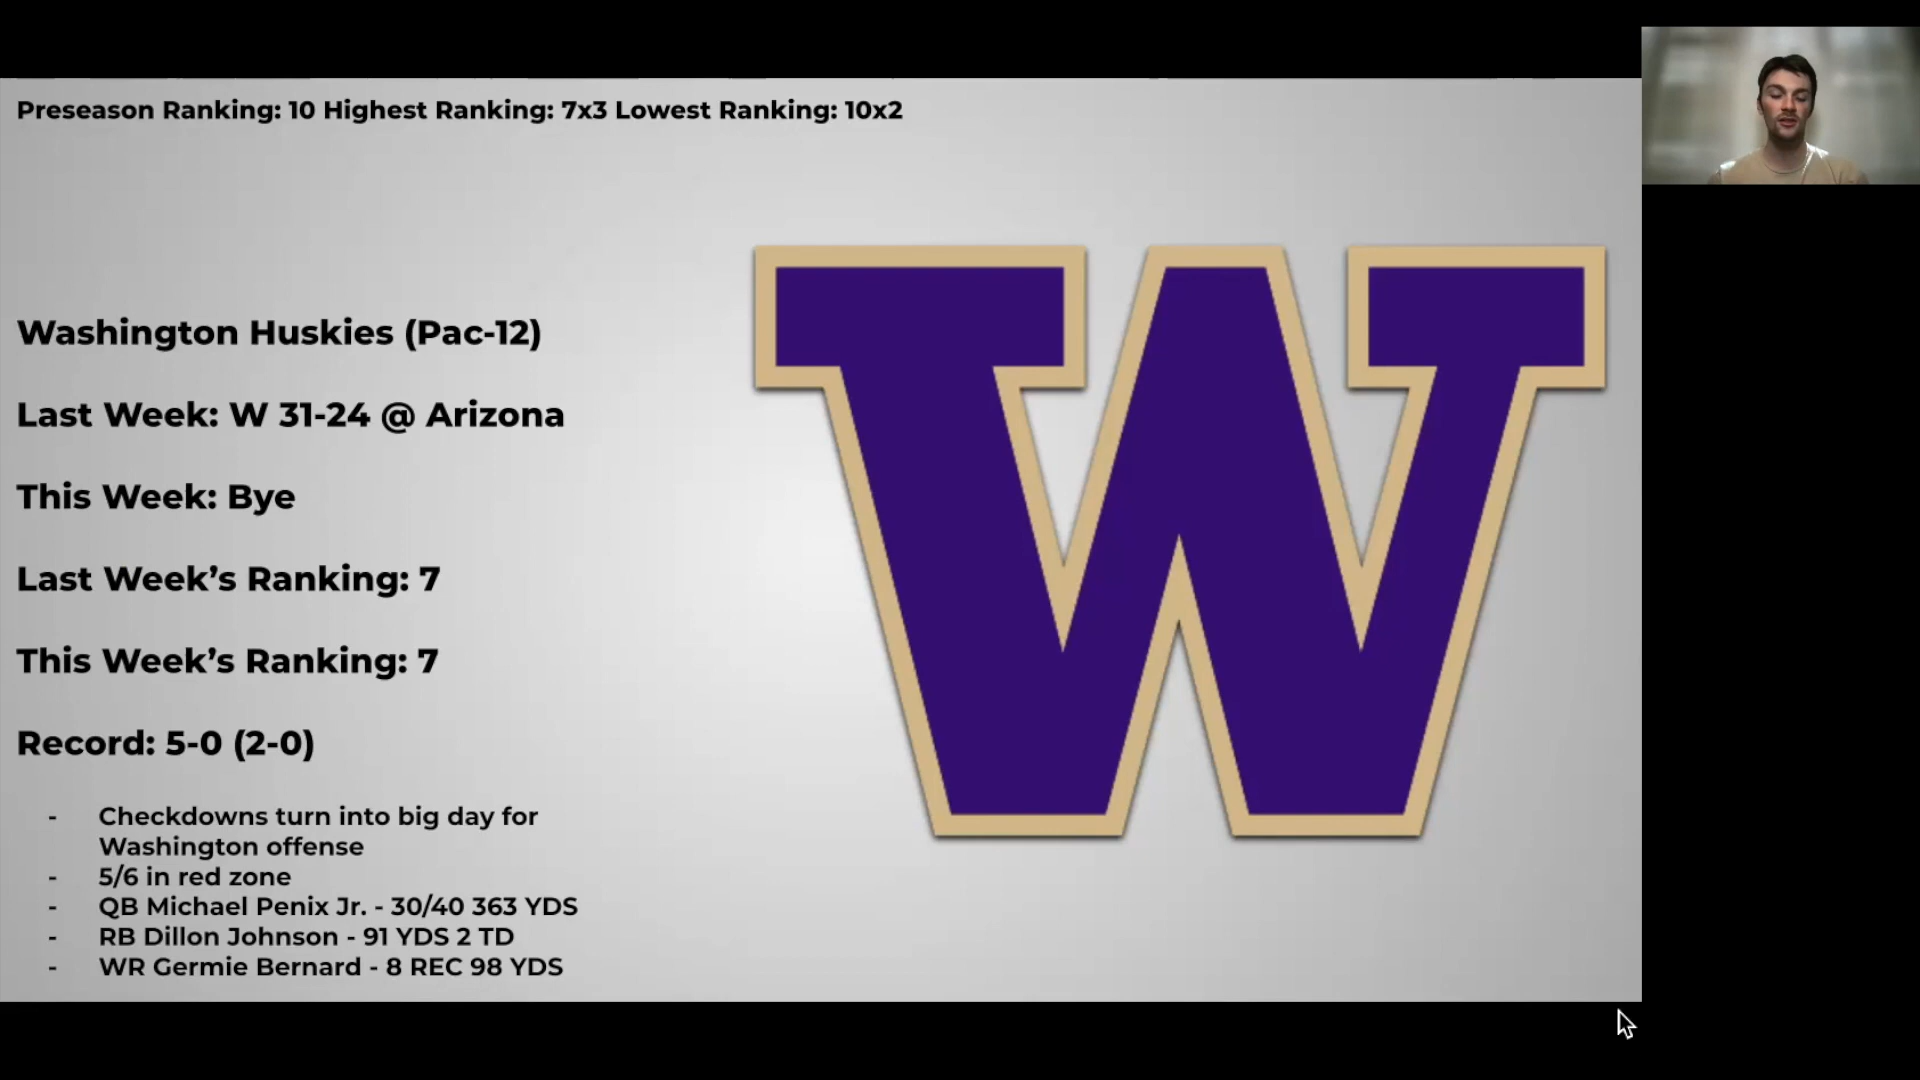 Preseason Ranking: 10 Highest Ranking: 7x3 Lowest Ranking: 10x2
Washington Huskies (Pac-12)
Last Week: W 31-24 @ Arizona
This Week: Bye
Last Week’s Ranking: 7
This Week’s Ranking: 7
Record: 5-0 (2-0)
- Checkdowns turn into big day for
Washington offense
- 5/6 in red zone
- QB Michael Penix Jr. - 30/40 363 YDS
- RB Dillon Johnson - 91 YDS 2 TD
- WR Germie Bernard - 8 REC 98 YDS
W